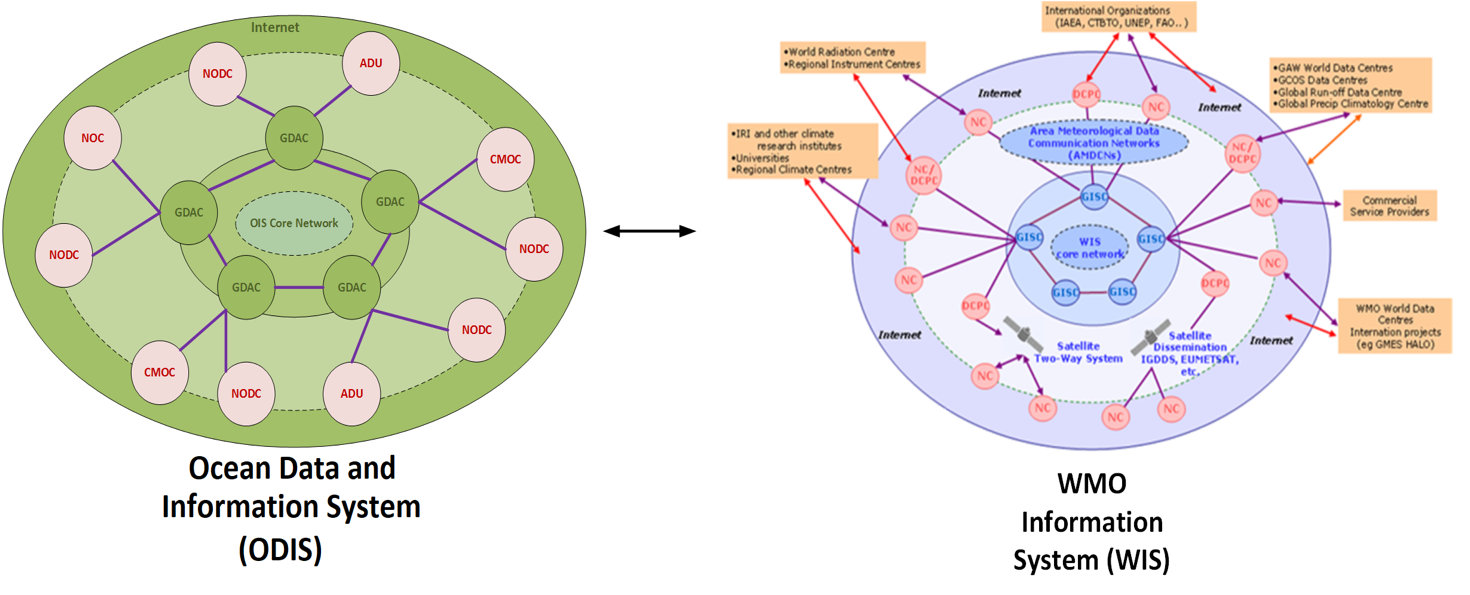 Internet
NODC
ADU
NOC
GDAC
CMOC
GDAC
GDAC
OIS Core Network
NODC
NODC
GDAC
GDAC
NODC
CMOC
NODC
ADU
Ocean Data and
Information System
(ODIS)
International Organizations
(IAEA, CTBTO, UNEP, FAO.. )
•World Radiation Centre
•Regional Instrument Centres
•GAW World Data Centres
•GCOS Data Centres
•Global Run-off Data Centre
•Global Precip Climatology Centre
•IRI and other climate
research institutes
•Universities
•Regional Climate Centres
Commercial
Service Providers
WMO World Data
Centres
Internation projects
(eg GMES HALO)
Internet
DCPC
NC
Internet
NC
Area Meteorological Data
Communication Networks
(AMDCNs)
NC/
DCPC
NC/
DCPC
GISC
NC
NC
GISC
WIS
core network
GISC
NC
NC
DCPC
GISC
GISC
DCPC
Internet
Satellite
Two-Way System
Satellite
Dissemination
IGDDS, EUMETSAT,
etc.
Internet
NC
NC
NC
NC
WMO
Information
System (WIS)